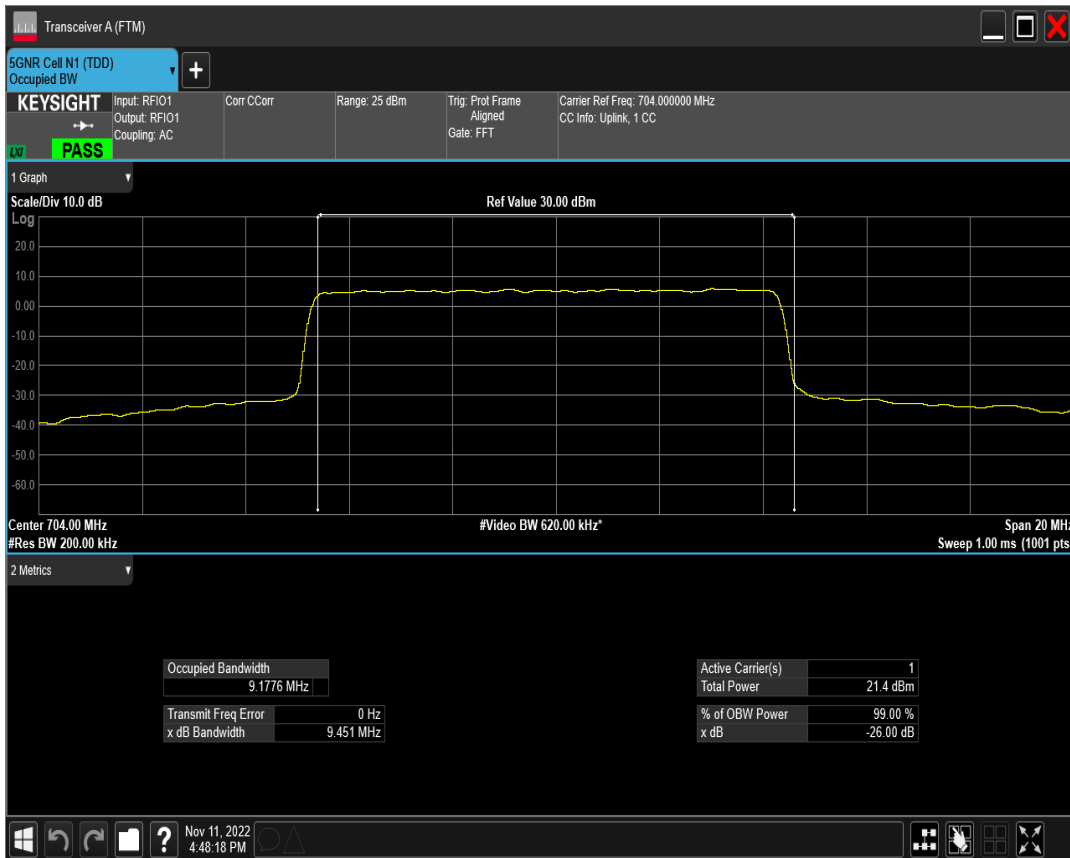 Transceiver A (FTM)
5GNR Cell N1 (TDD)
Occupied BW
+
KEYSIGHT
LXI
PASS
Input: RFIO1
Output: RFIO1
Coupling: AC
Corr CCorr
Range: 25 dBm
Trig: Prot Frame
Aligned
Gate: FFT
Carrier Ref Freq: 704.000000 MHz
CC Info: Uplink, 1 CC
1 Graph
Scale/Div 10.0 dB
Ref Value 30.00 dBm
Log
20.0
10.0
0.00
-10.0
-20.0
-30.0
-40.0
-50.0
-60.0
Center 704.00 MHz
#Video BW 620.00 kHz*
Span 20 MHz
#Res BW 200.00 kHz
Sweep 1.00 ms (1001 pts
2 Metrics
Occupied Bandwidth
9.1776 MHz
Transmit Freq Error 0 Hz
x dB Bandwidth 9.451 MHz
Active Carrier(s) 1
Total Power 21.4 dBm
% of OBW Power 99.00 %
x dB -26.00 dB
?
Nov 11, 2022
4:48:18 PM